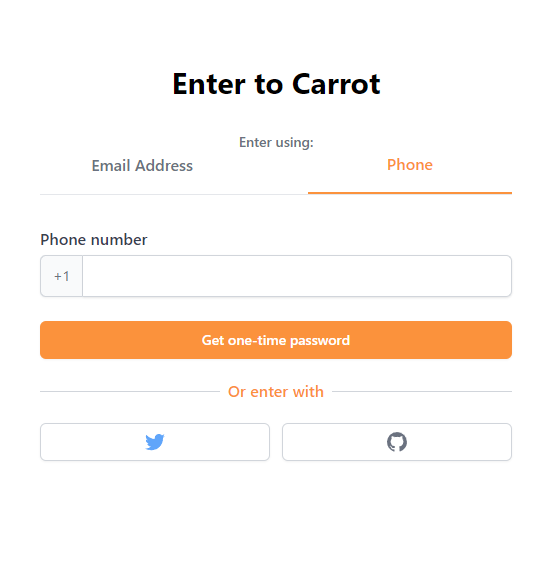 Enter to Carrot
Enter using:
Email Address
Phone
Phone number
+1
Get one-time password
Or enter with